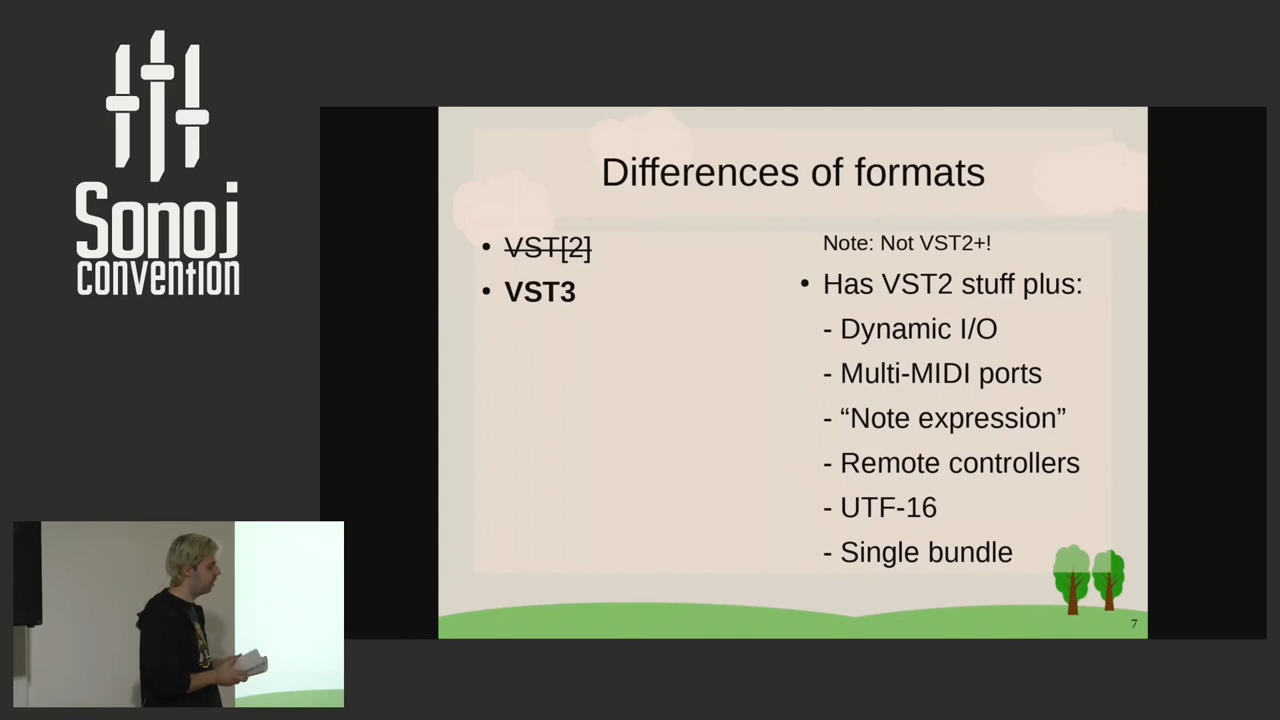 Sonoj
convention
Differences of formats
• VST[2]
• VST3
Note: Not VST2+!
• Has VST2 stuff plus:
- Dynamic I/O
- Multi-MIDI ports
- “Note expression”
- Remote controllers
- UTF-16
- Single bundle
7